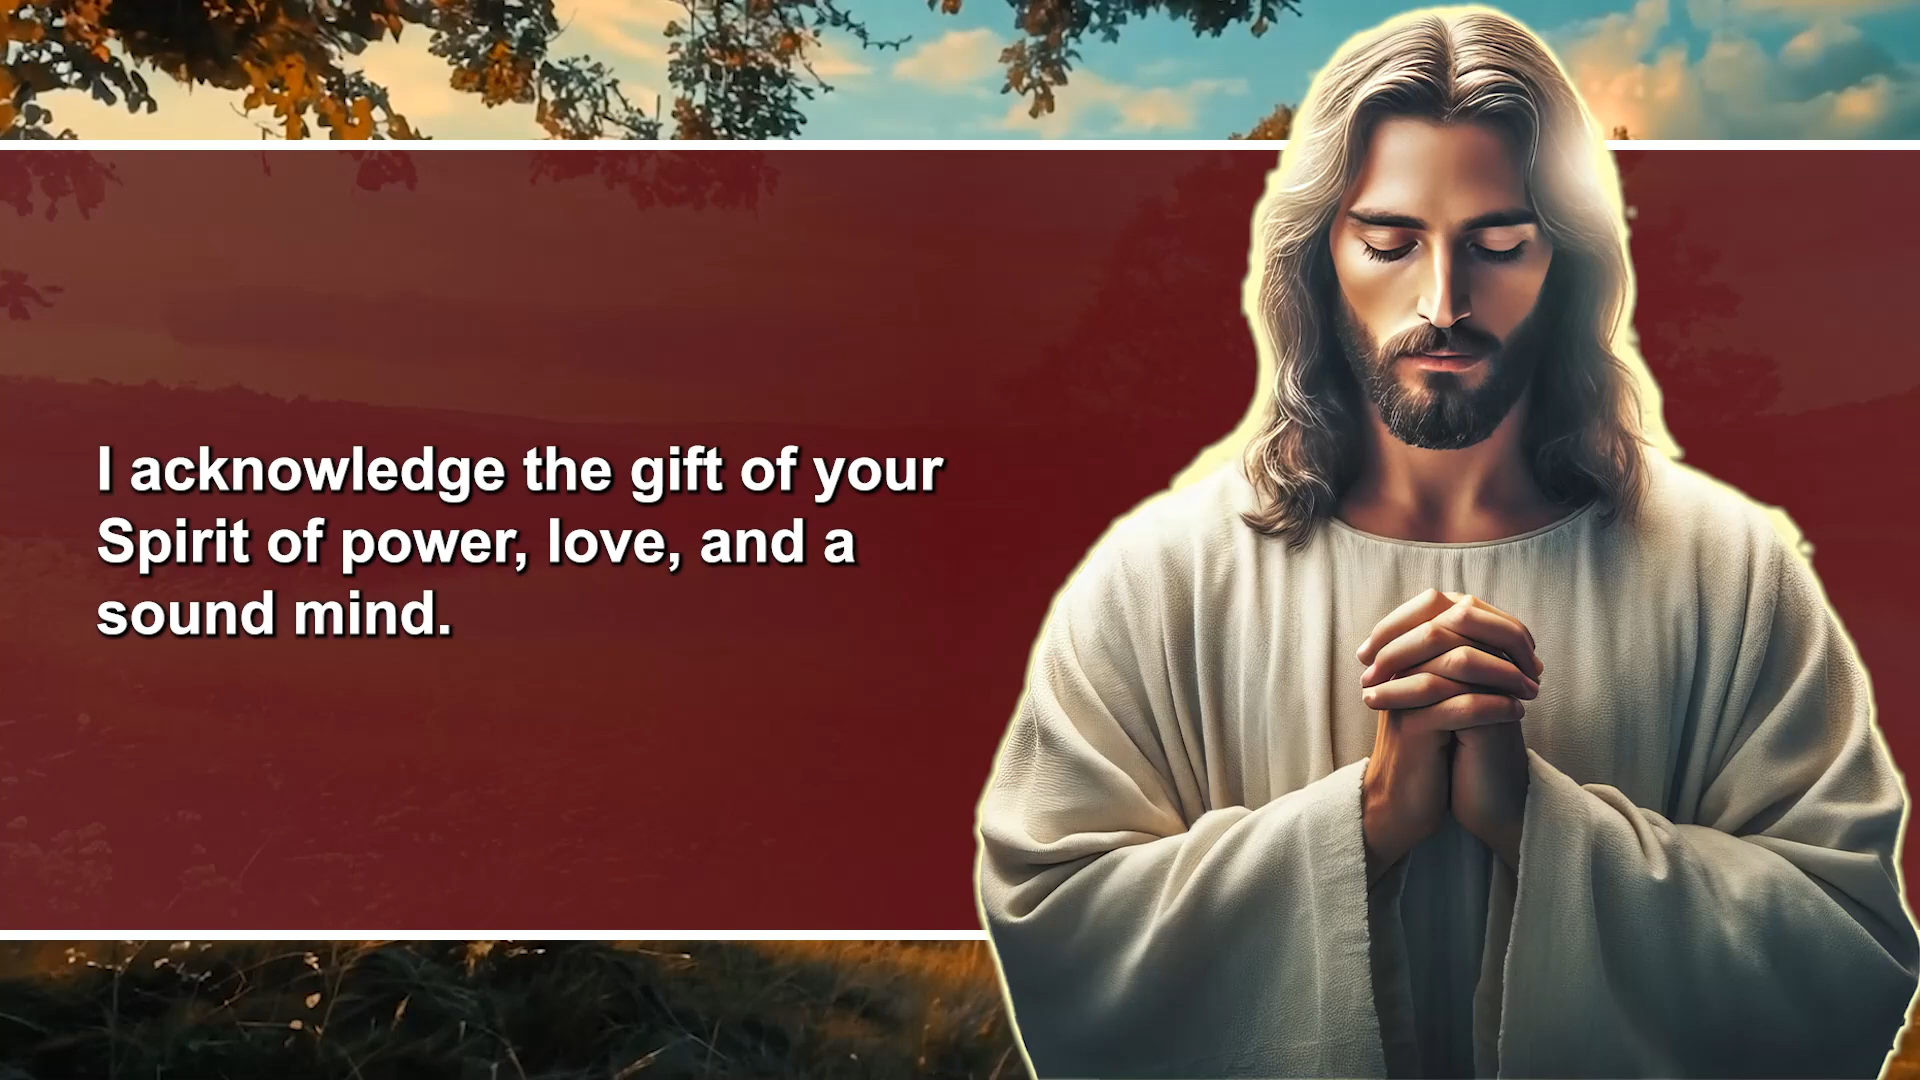 I acknowledge the gift of your
Spirit of power, love, and a
sound mind.